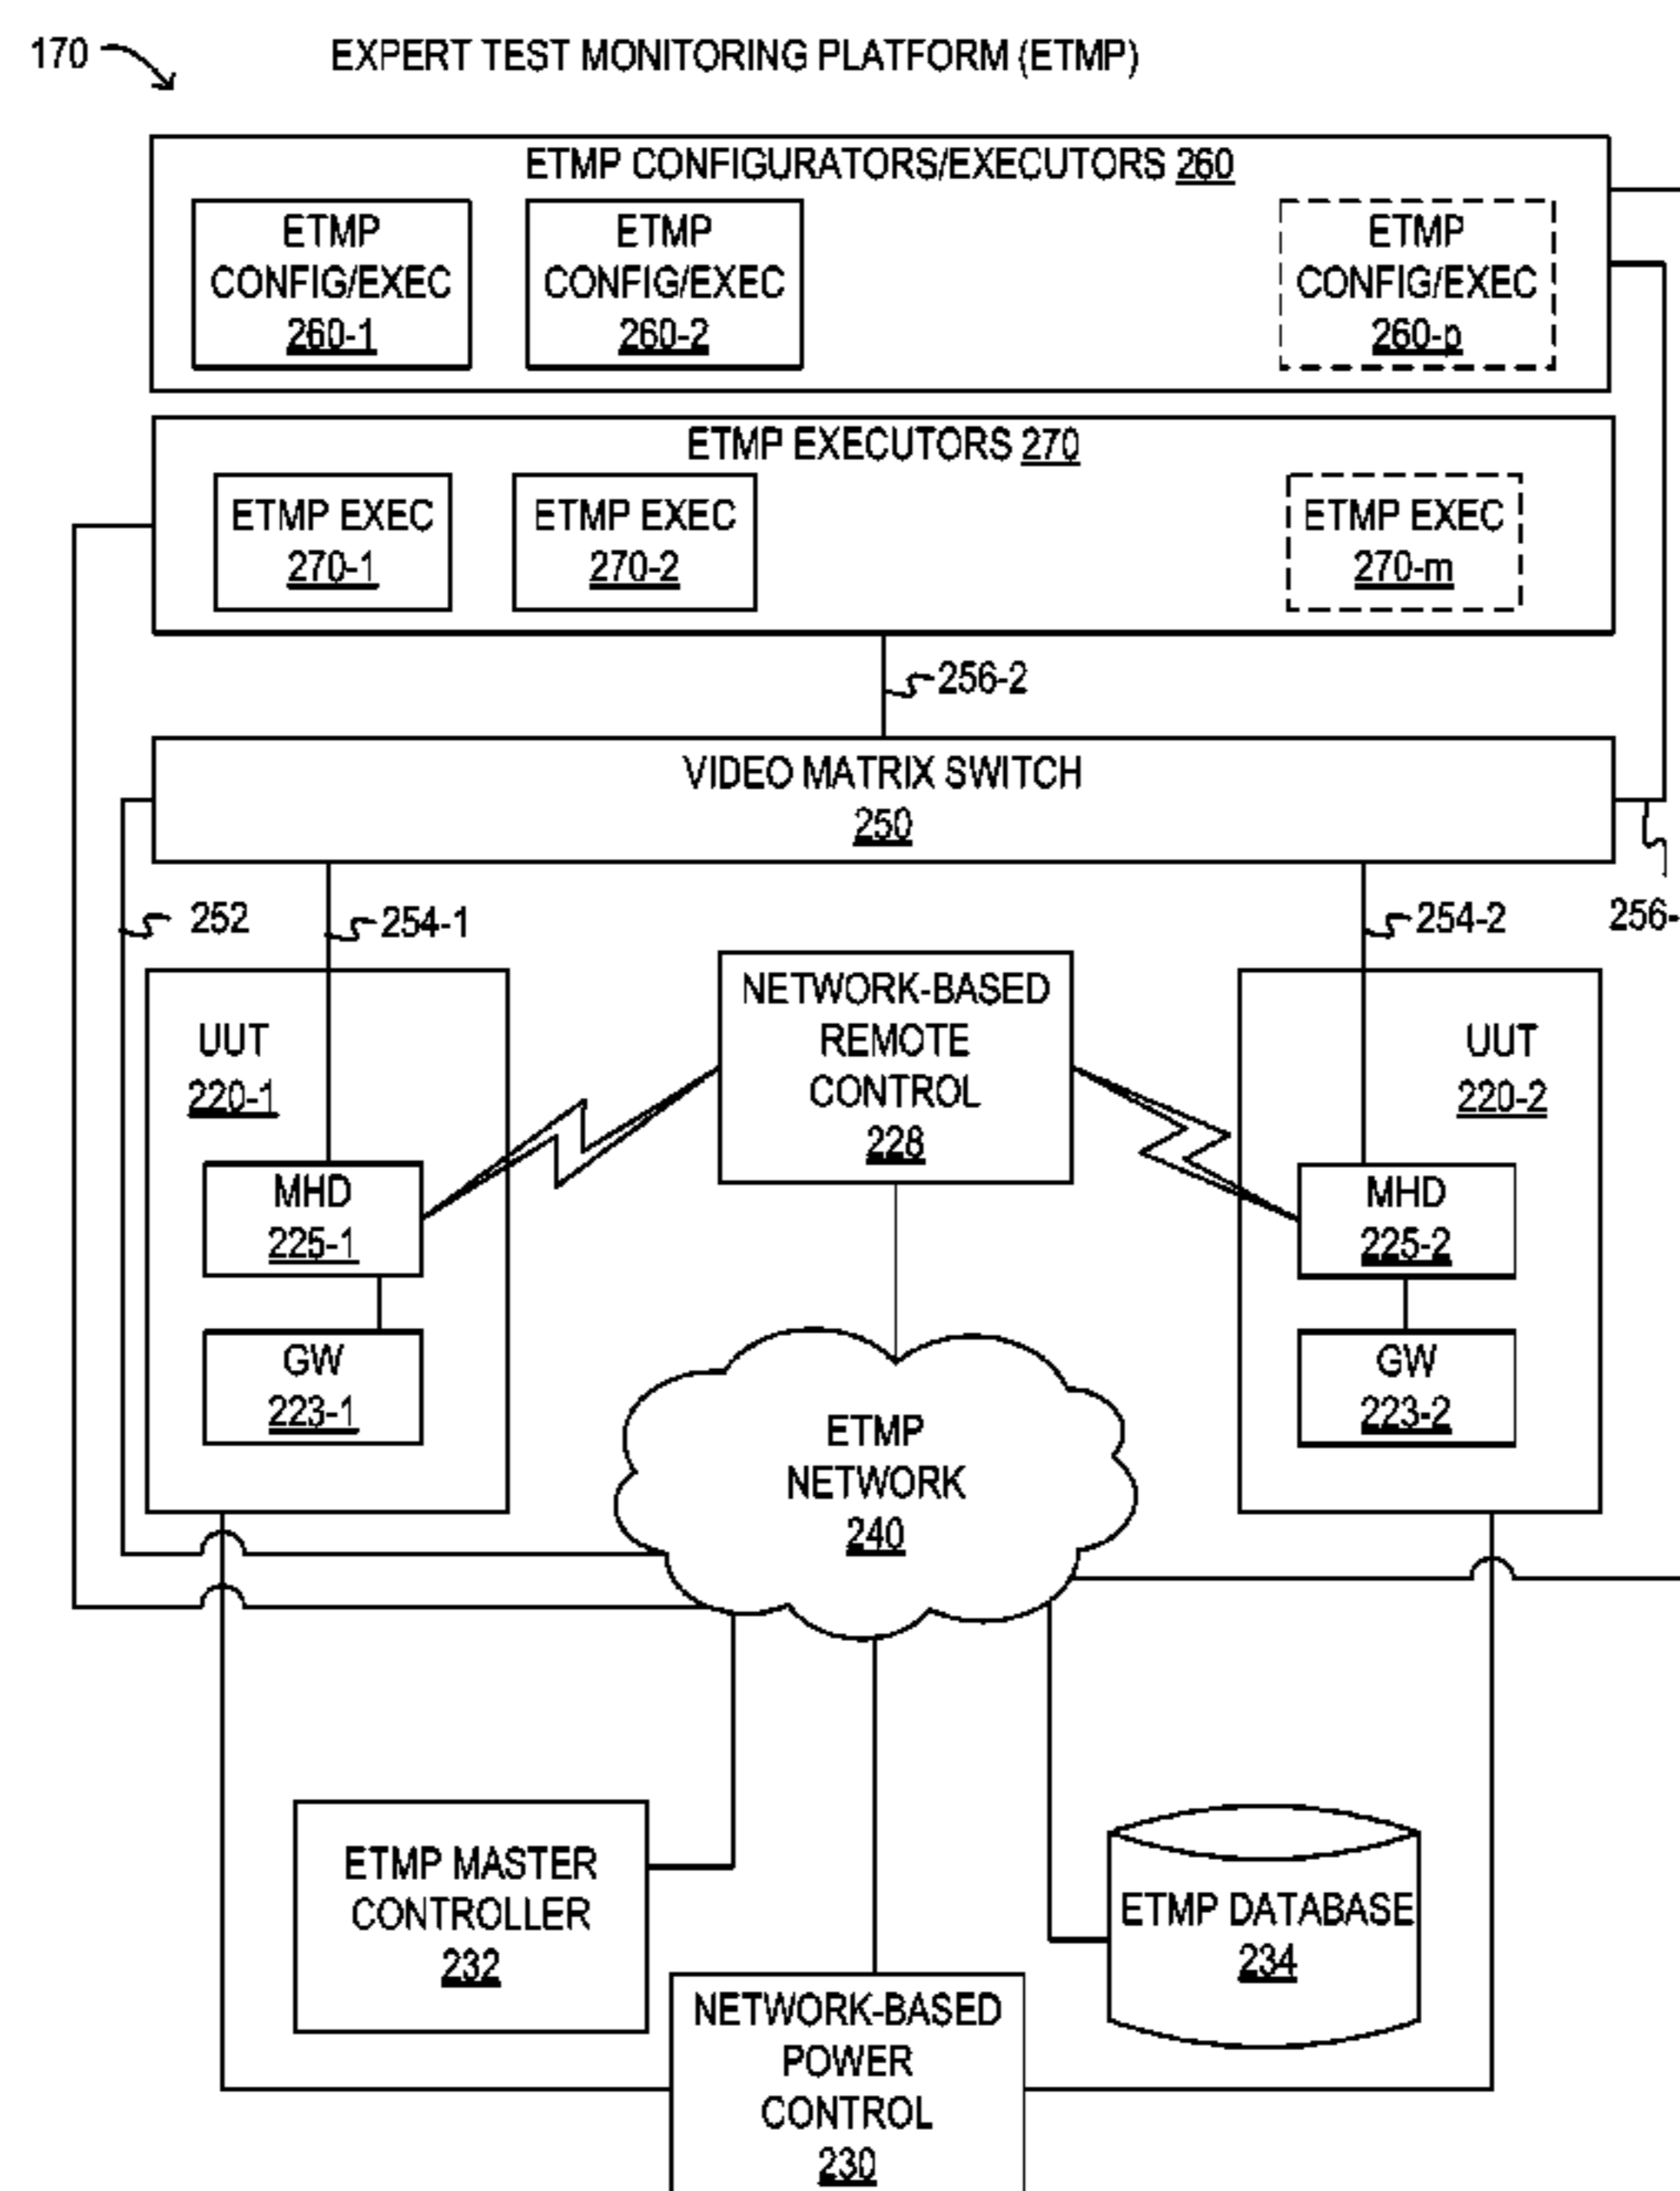 170
EXPERT TEST MONITORING PLATFORM (ETMP)
ETMP CONFIGURATORS/EXECUTORS 260
ETMP
CONFIG/EXEC
260-1
ETMP
CONFIG/EXEC
260-2
ETMP
CONFIG/EXEC
260-p
ETMP EXECUTORS 270
ETMP EXEC
270-1
ETMP EXEC
270-2
ETMP EXEC
270-m
256-2
VIDEO MATRIX SWITCH
250
252
254-1
254-2
256-
UUT
220-1
NETWORK-BASED
REMOTE
CONTROL
228
UUT
220-2
MHD
225-1
MHD
225-2
GW
223-1
GW
223-2
ETMP
NETWORK
240
ETMP MASTER
CONTROLLER
232
ETMP DATABASE
234
NETWORK-BASED
POWER
CONTROL
230